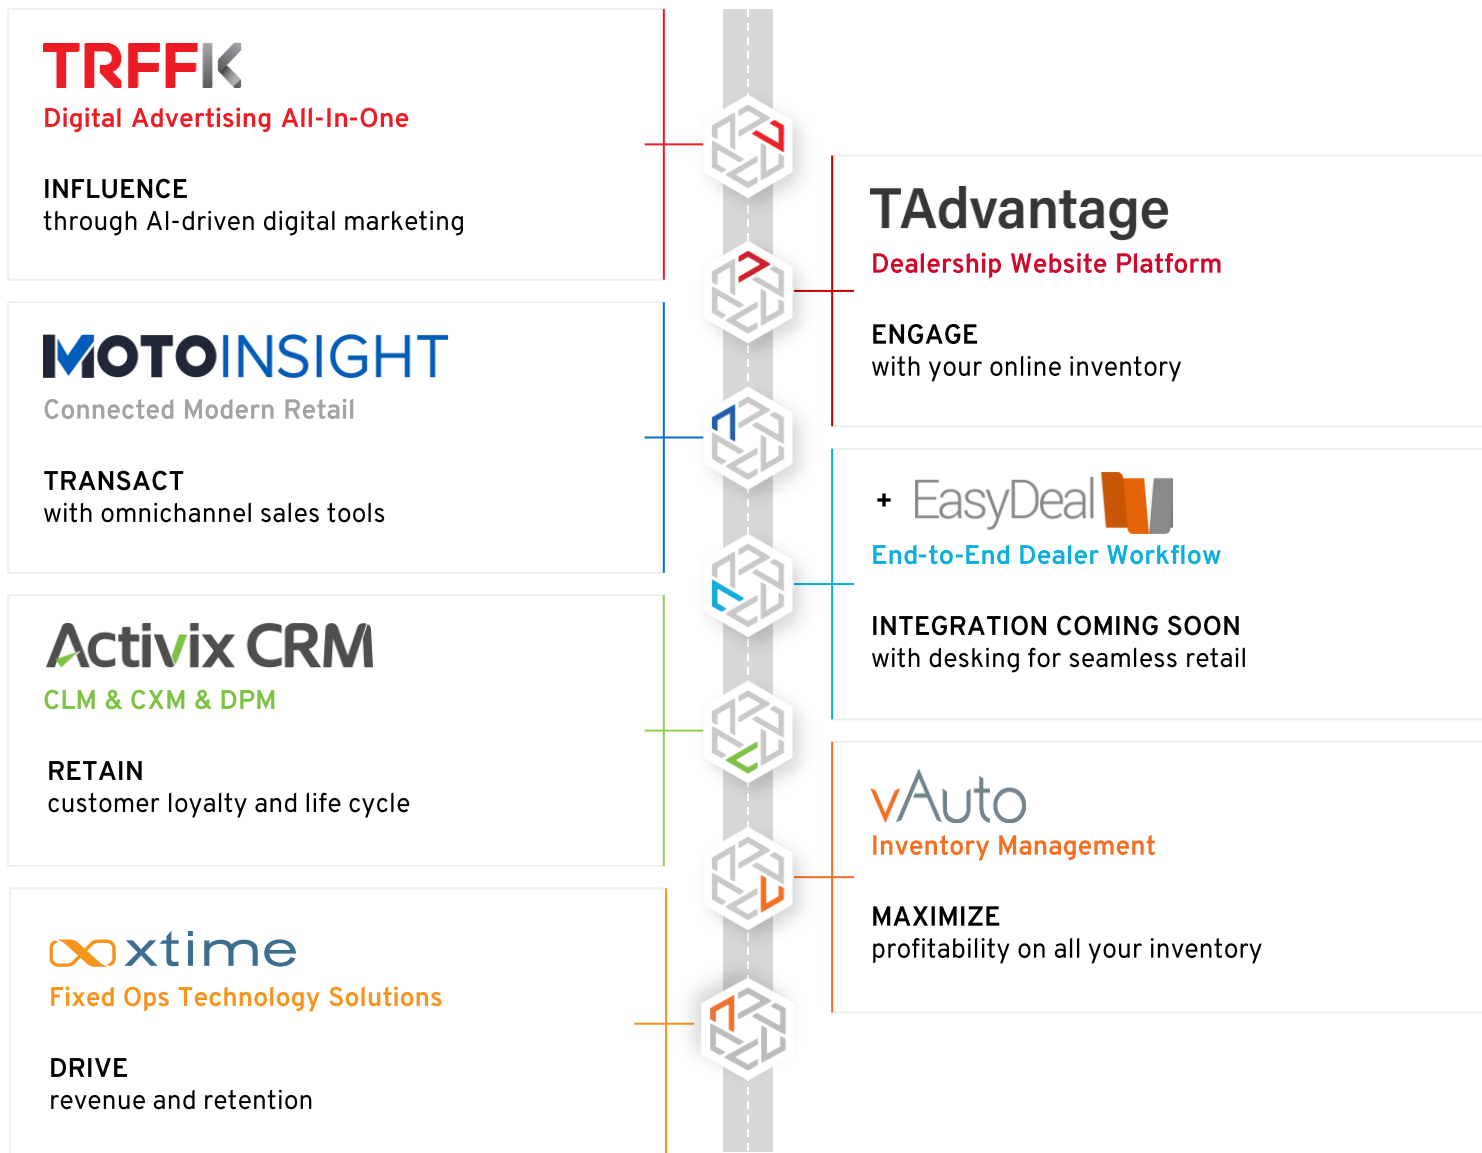 TRFFK
Digital Advertising All-In-One
INFLUENCE
through AI-driven digital marketing
TAdvantage
Dealership Website Platform
ENGAGE
with your online inventory
MOTOINSIGHT
Connected Modern Retail
TRANSACT
with omnichannel sales tools
+ EasyDeal
End-to-End Dealer Workflow
INTEGRATION COMING SOON
with desking for seamless retail
Activix CRM
CLM & CXM & DPM
RETAIN
customer loyalty and life cycle
vAuto
Inventory Management
MAXIMIZE
profitability on all your inventory
xtime
Fixed Ops Technology Solutions
DRIVE
revenue and retention